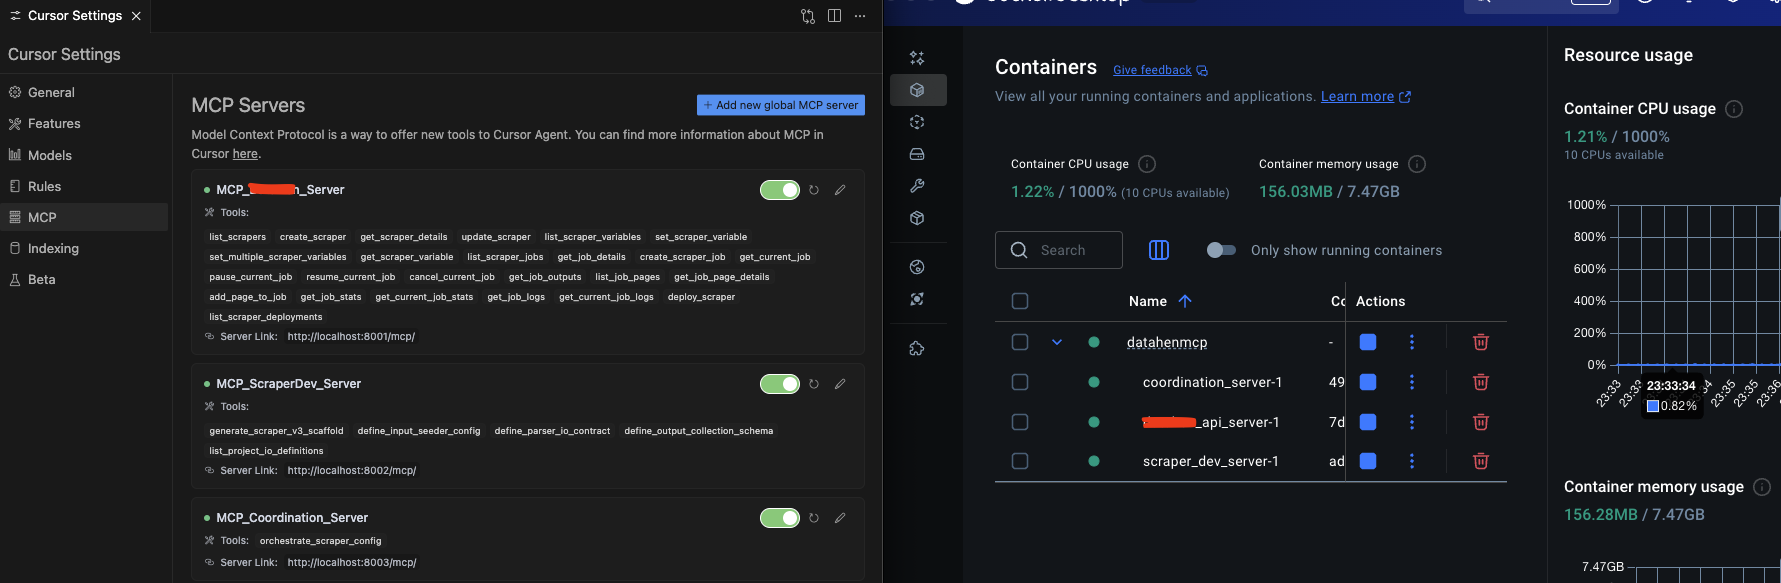 Cursor Settings
Cursor Settings
General
Features
Models
Rules
MCP
Indexing
Beta
MCP Servers
+ Add new global MCP server
Model Context Protocol is a way to offer new tools to Cursor Agent. You can find more information about MCP in
Cursor here.
MCP_ n_Server
Tools:
list_scrapers create_scraper get_scraper_details update_scraper list_scraper_variables set_scraper_variable
set_multiple_scraper_variables get_scraper_variable list_scraper_jobs get_job_details create_scraper_job get_current_job
pause_current_job resume_current_job cancel_current_job get_job_outputs list_job_pages get_job_page_details
add_page_to_job get_job_stats get_current_job_stats get_job_logs get_current_job_logs deploy_scraper
list_scraper_deployments
Server Link: http://localhost:8001/mcp/
MCP_ScraperDev_Server
Tools:
generate_scraper_v3_scaffold define_input_seeder_config define_parser_io_contract define_output_collection_schema
list_project_io_definitions
Server Link: http://localhost:8002/mcp/
MCP_Coordination_Server
Tools: orchestrate_scraper_config
Server Link: http://localhost:8003/mcp/
Containers Give feedback
View all your running containers and applications. Learn more
Container CPU usage
1.22% / 1000% (10 CPUs available)
Container memory usage
156.03MB / 7.47GB
Search
Only show running containers
Name Actions
datahenmcp -
coordination_server-1 49
_api_server-1 7d
scraper_dev_server-1 ad
Resource usage
Container CPU usage
1.21% / 1000%
10 CPUs available
1000%
800%
600%
400%
200%
0%
23:33
23:33:34
0.82%
23:35
23:35
23:36
Container memory usage
156.28MB / 7.47GB
7.47GB